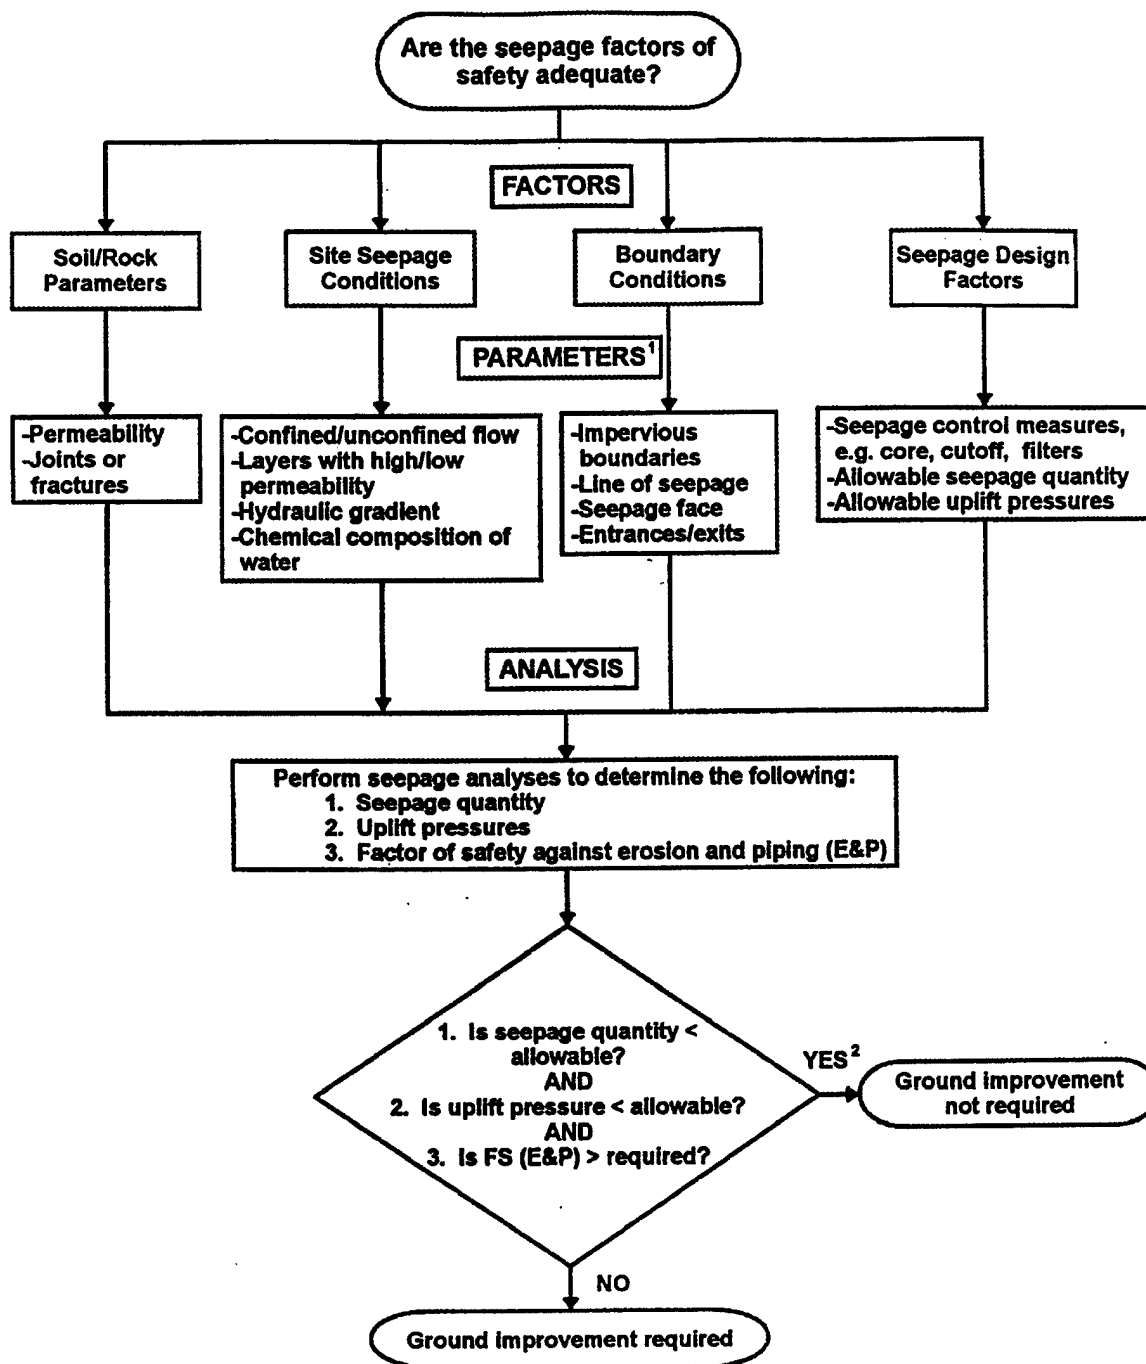 Are the seepage factors of
safety adequate?
FACTORS
Soil/Rock
Parameters
Site Seepage
Conditions
Boundary
Conditions
Seepage Design
Factors
PARAMETERS¹
-Permeability
-Joints or
fractures
-Confined/unconfined flow
-Layers with high/low
permeability
-Hydraulic gradient
-Chemical composition of
water
-Impervious
boundaries
-Line of seepage
-Seepage face
-Entrances/exits
-Seepage control measures,
e.g. core, cutoff, filters
-Allowable seepage quantity
-Allowable uplift pressures
ANALYSIS
Perform seepage analyses to determine the following:
1. Seepage quantity
2. Uplift pressures
3. Factor of safety against erosion and piping (E&P)
1. Is seepage quantity <
allowable?
AND
2. Is uplift pressure < allowable?
AND
3. Is FS (E&P) > required?
YES²
Ground improvement
not required
NO
Ground improvement required